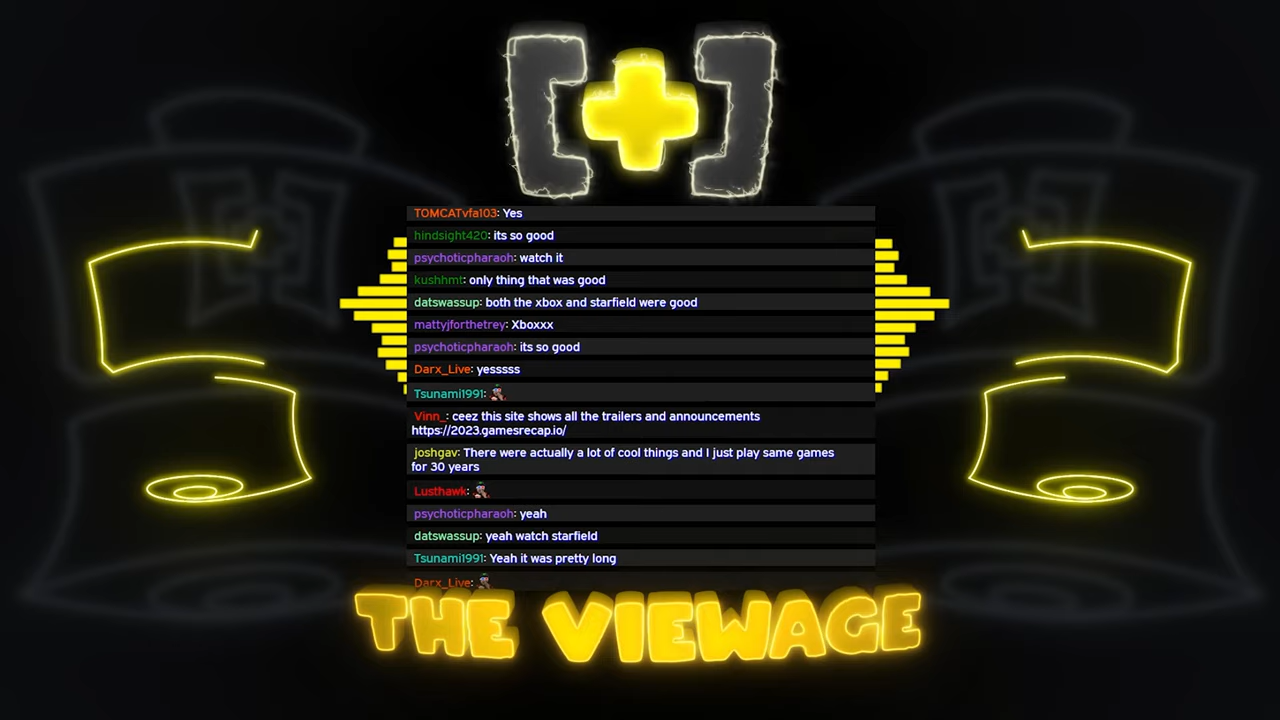 TOMCATvfa103: Yes
hindsight420: its so good
psychoticpharaoh: watch it
kushhmt: only thing that was good
datswassup: both the xbox and starfield were good
mattyjforthetrey: Xboxxx
psychoticpharaoh: its so good
Darx_Live: yesssss
Tsunami1991:
Vinn_: ceez this site shows all the trailers and announcements
https://2023.gamesrecap.io/
joshgav: There were actually a lot of cool things and I just play same games
for 30 years
Lusthawk:
psychoticpharaoh: yeah
datswassup: yeah watch starfield
Tsunami1991: Yeah it was pretty long
Darx_Live:
THE VIEWAGE